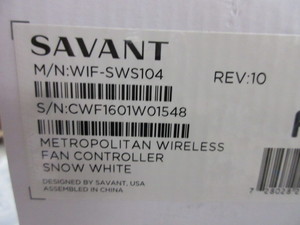 SAVANT
M/N:WIF-SWS104 REV:10
S/N:CWF1601W01548
METROPOLITAN WIRELESS
FAN CONTROLLER
SNOW WHITE
DESIGNED BY SAVANT, USA
ASSEMBLED IN CHINA